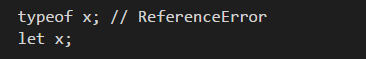 typeof x; // ReferenceError
let x;